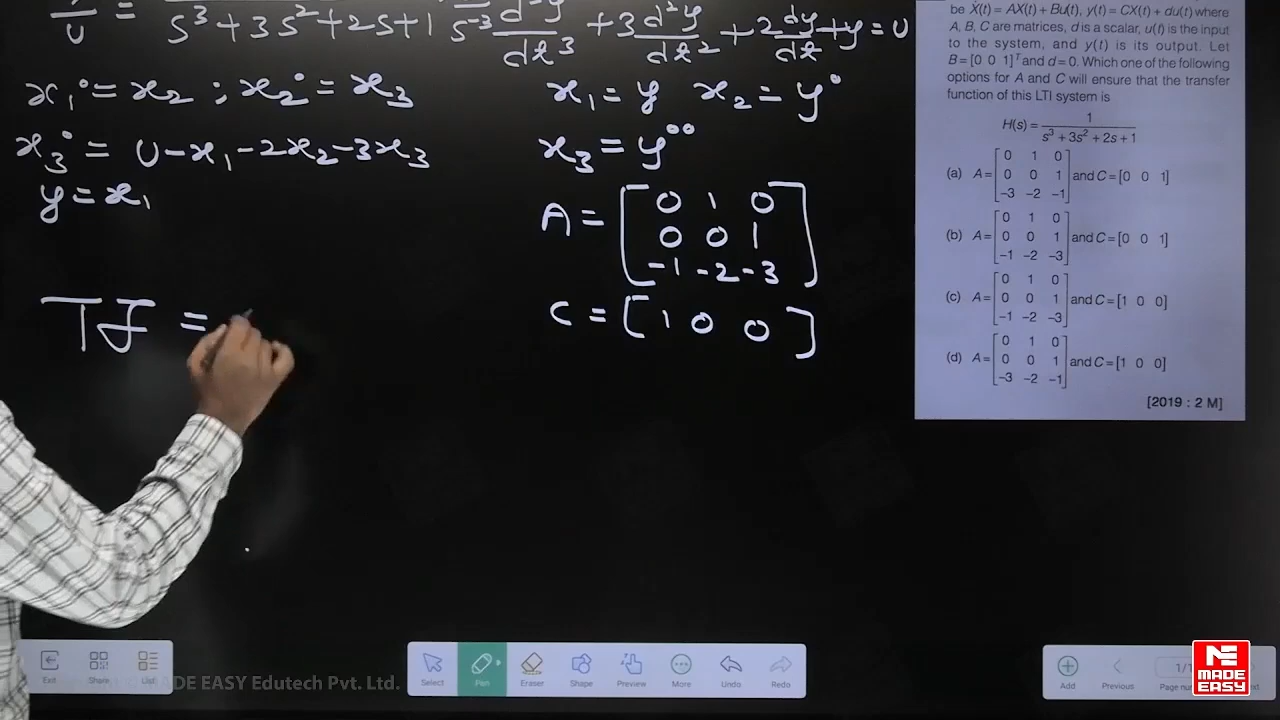 y/u = s³+3s²+2s+1
d³y/dt³ +3d²y/dt² +2dy/dt +y=U
x₁° = x₂ ; x₂° = x₃
x₁ = y x₂ = y°
x₃° = U-x₁-2x₂-3x₃
x₃ = y°°
y = x₁
A = [ 0 1 0
0 0 1
-1 -2 -3 ]
C = [ 1 0 0 ]
TF =
be Ẋ(t) = AX(t) + Bu(t), y(t) = CX(t) + du(t) where
A, B, C are matrices, d is a scalar, u(t) is the input
to the system, and y(t) is its output. Let
B=[0 0 1]ᵀ and d=0. Which one of the following
options for A and C will ensure that the transfer
function of this LTI system is
H(s) = 1/(s³ + 3s² + 2s + 1)
(a) A = [ 0 1 0
0 0 1
-3 -2 -1 ] and C = [0 0 1]
(b) A = [ 0 1 0
0 0 1
-1 -2 -3 ] and C = [0 0 1]
(c) A = [ 0 1 0
0 0 1
-1 -2 -3 ] and C = [1 0 0]
(d) A = [ 0 1 0
0 0 1
-3 -2 -1 ] and C = [1 0 0]
[2019 : 2 M]
Exit Share List
ADE EASY Edutech Pvt. Ltd.
Select Pen Eraser Shape Preview More Undo Redo
Add Previous
1/1
MADE EASY